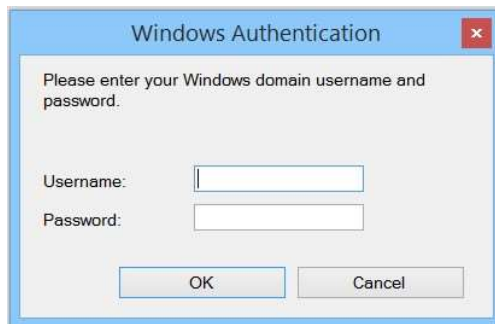 Windows Authentication
Please enter your Windows domain username and
password.
Username:
Password:
OK
Cancel